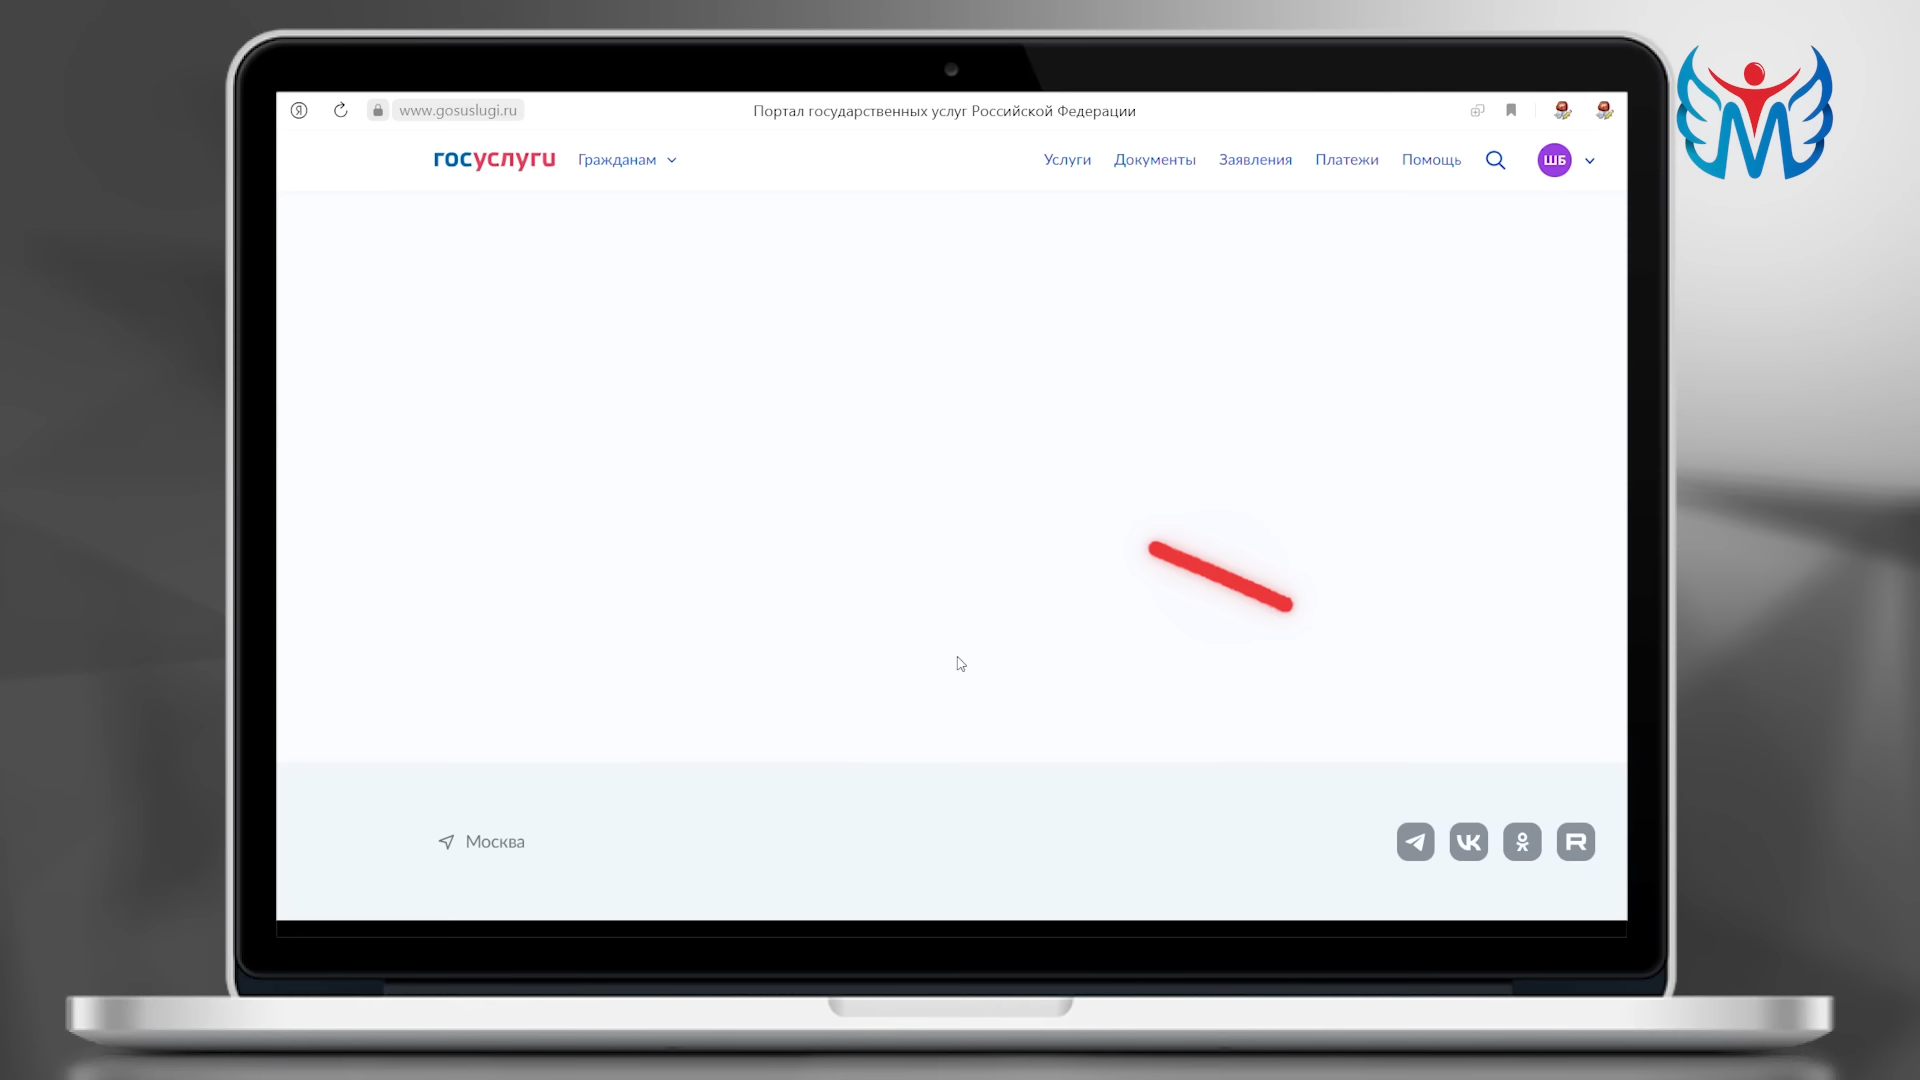 Я
www.gosuslugi.ru
Портал государственных услуг Российской Федерации
госуслуги
Гражданам
Услуги
Документы
Заявления
Платежи
Помощь
ШБ
Москва
M